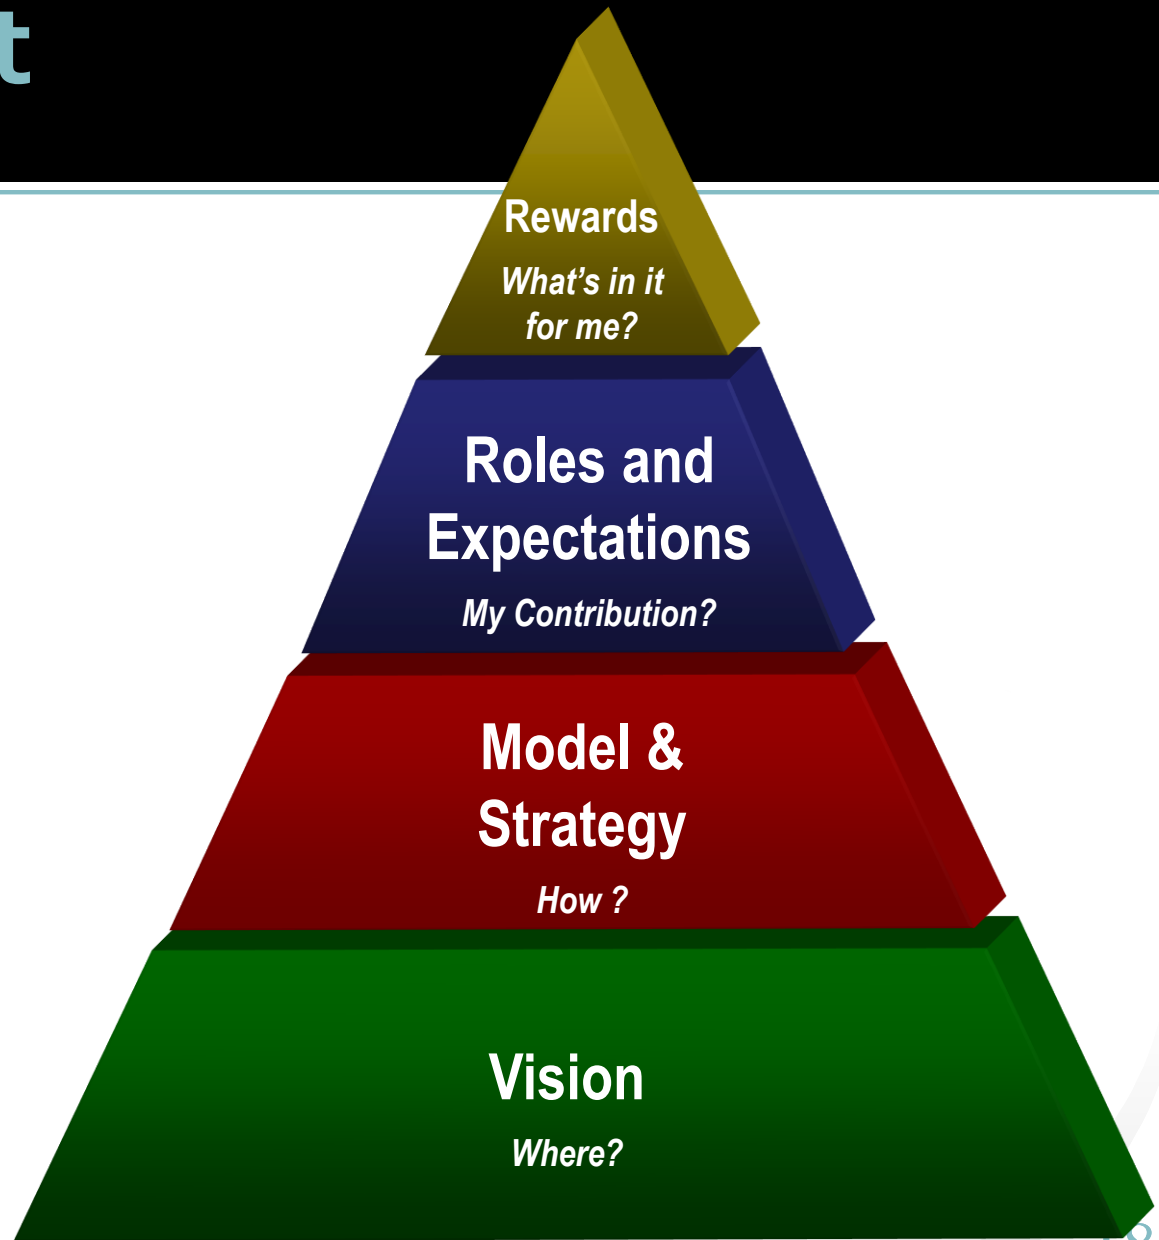 t
Rewards
What's in it
for me?
Roles and
Expectations
My Contribution?
Model &
Strategy
How ?
Vision
Where?